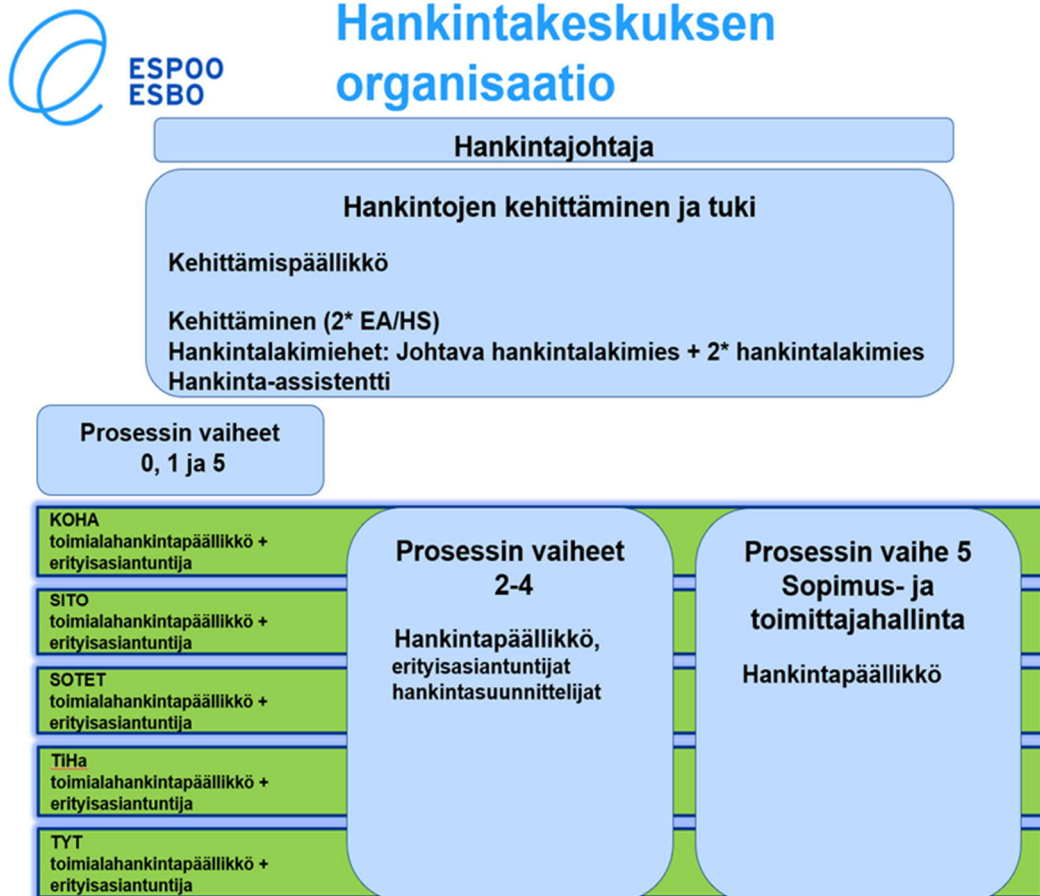 ESPOO
ESBO
Hankintakeskuksen
organisaatio
Hankintajohtaja
Hankintojen kehittäminen ja tuki
Kehittämispäällikkö
Kehittäminen (2* EA/HS)
Hankintalakimiehet: Johtava hankintalakimies + 2* hankintalakimies
Hankinta-assistentti
Prosessin vaiheet
0, 1 ja 5
KOHA
toimialahankintapäällikkö +
erityisasiantuntija
SITO
toimialahankintapäällikkö +
erityisasiantuntija
SOTET
toimialahankintapäällikkö +
erityisasiantuntija
TiHa
toimialahankintapäällikkö +
erityisasiantuntija
TYT
toimialahankintapäällikkö +
erityisasiantuntija
Prosessin vaiheet
2-4
Hankintapäällikkö,
erityisasiantuntijat
hankintasuunnittelijat
Prosessin vaihe 5
Sopimus- ja
toimittajahallinta
Hankintapäällikkö